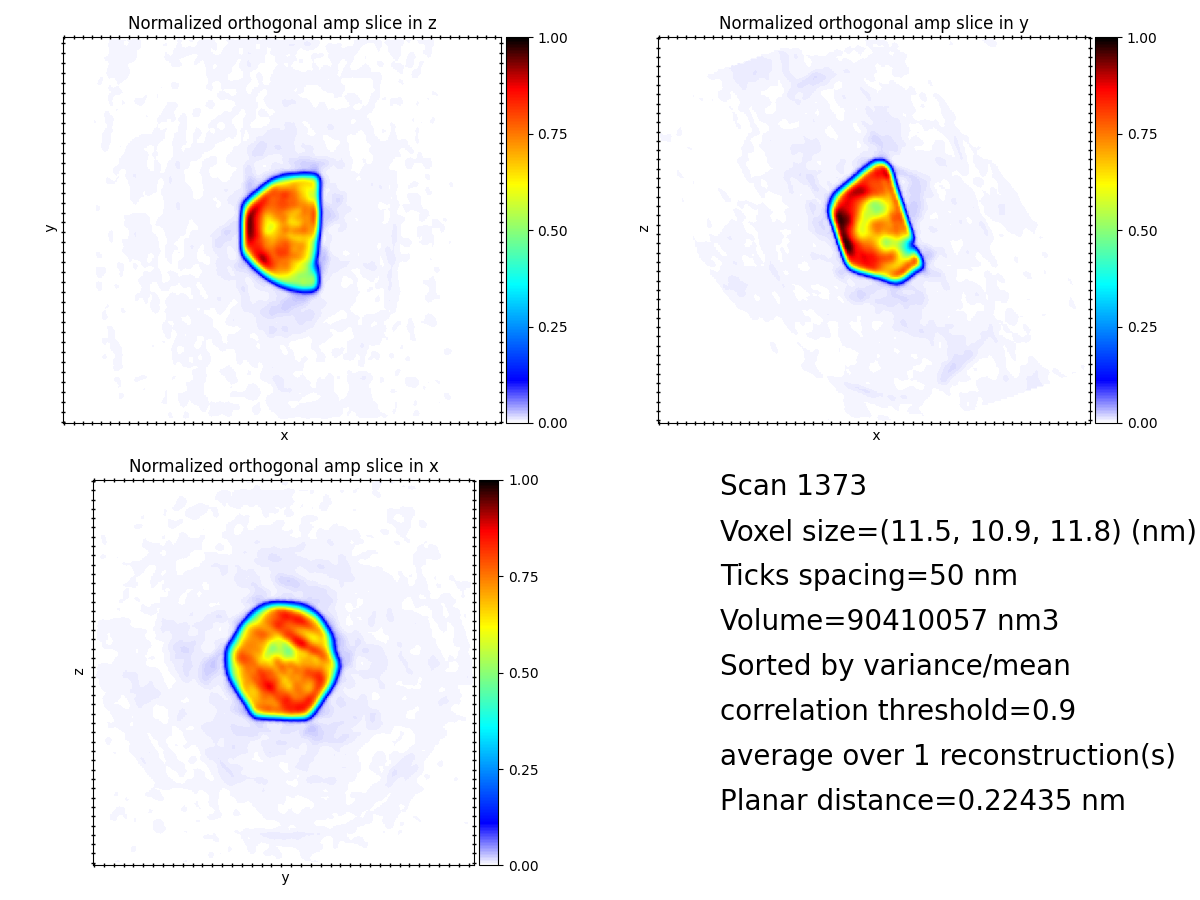 Normalized orthogonal amp slice in z
1.00
0.75
0.50
0.25
0.00
y
x
Normalized orthogonal amp slice in y
1.00
0.75
0.50
0.25
0.00
z
x
Normalized orthogonal amp slice in x
1.00
0.75
0.50
0.25
0.00
z
y
Scan 1373
Voxel size=(11.5, 10.9, 11.8) (nm)
Ticks spacing=50 nm
Volume=90410057 nm3
Sorted by variance/mean
correlation threshold=0.9
average over 1 reconstruction(s)
Planar distance=0.22435 nm